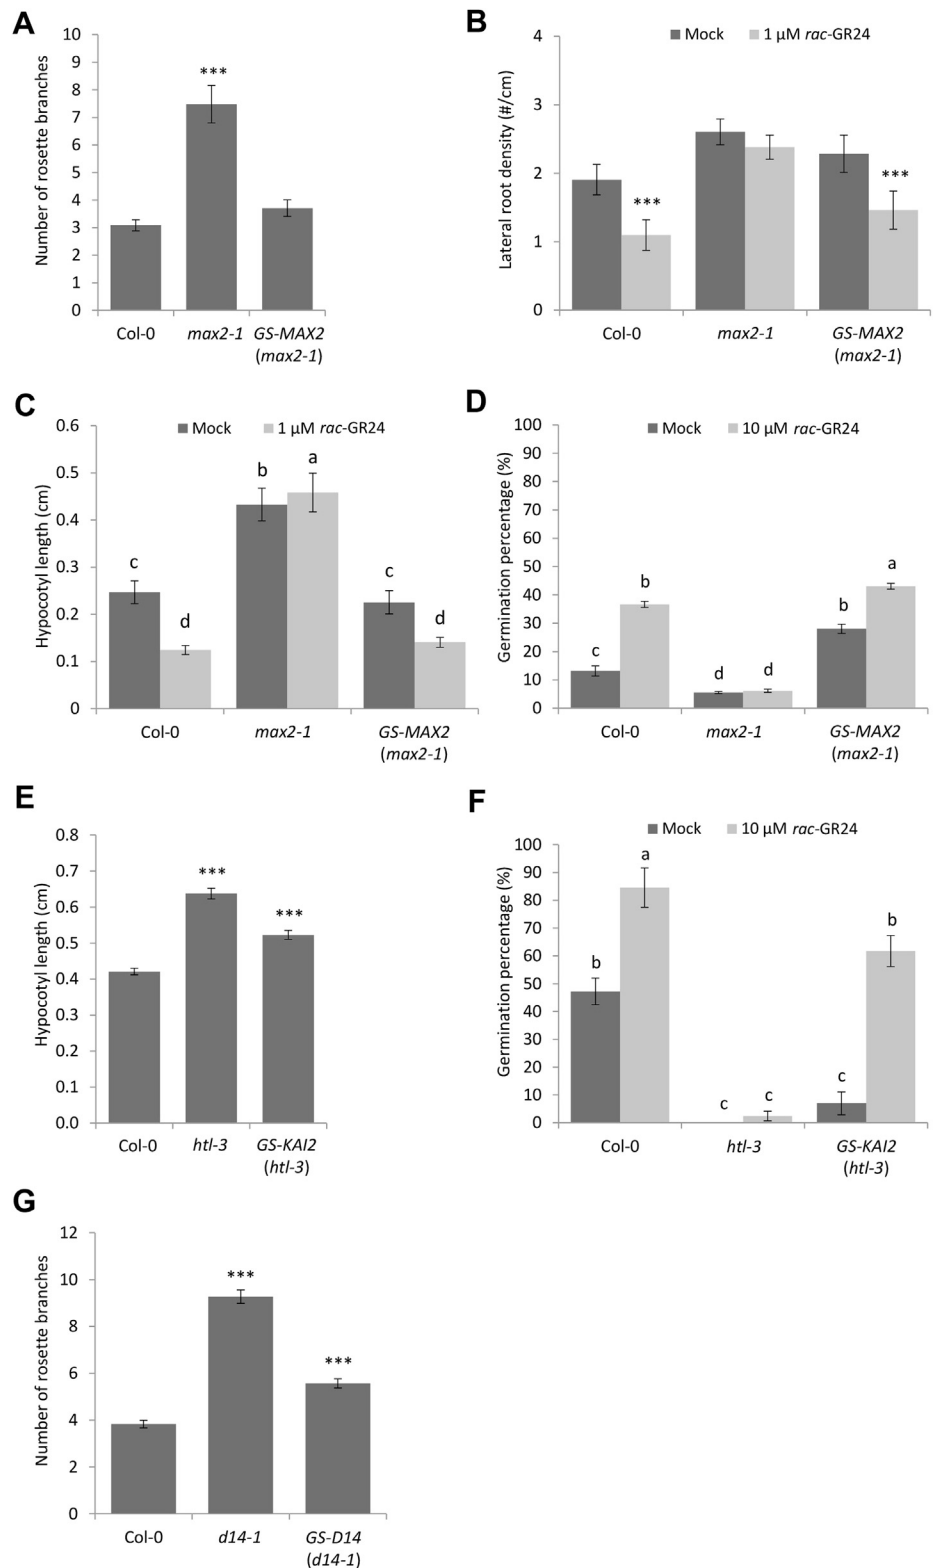 A
Number of rosette branches
10
9
8
7
6
5
4
3
2
1
0
***
Col-0
max2-1
GS-MAX2
(max2-1)
B
Mock
1 µM rac-GR24
Lateral root density (#/cm)
4
3
2
1
0
***
***
Col-0
max2-1
GS-MAX2
(max2-1)
C
Mock
1 µM rac-GR24
Hypocotyl length (cm)
0.6
0.5
0.4
0.3
0.2
0.1
0
c
d
b
a
c
d
Col-0
max2-1
GS-MAX2
(max2-1)
D
Mock
10 µM rac-GR24
Germination percentage (%)
100
90
80
70
60
50
40
30
20
10
0
c
b
d
d
b
a
Col-0
max2-1
GS-MAX2
(max2-1)
E
Hypocotyl length (cm)
0.8
0.7
0.6
0.5
0.4
0.3
0.2
0.1
0.0
***
***
Col-0
htl-3
GS-KAI2
(htl-3)
F
Mock
10 µM rac-GR24
Germination percentage (%)
100
90
80
70
60
50
40
30
20
10
0
b
a
c
c
c
b
Col-0
htl-3
GS-KAI2
(htl-3)
G
Number of rosette branches
12
10
8
6
4
2
0
***
***
Col-0
d14-1
GS-D14
(d14-1)